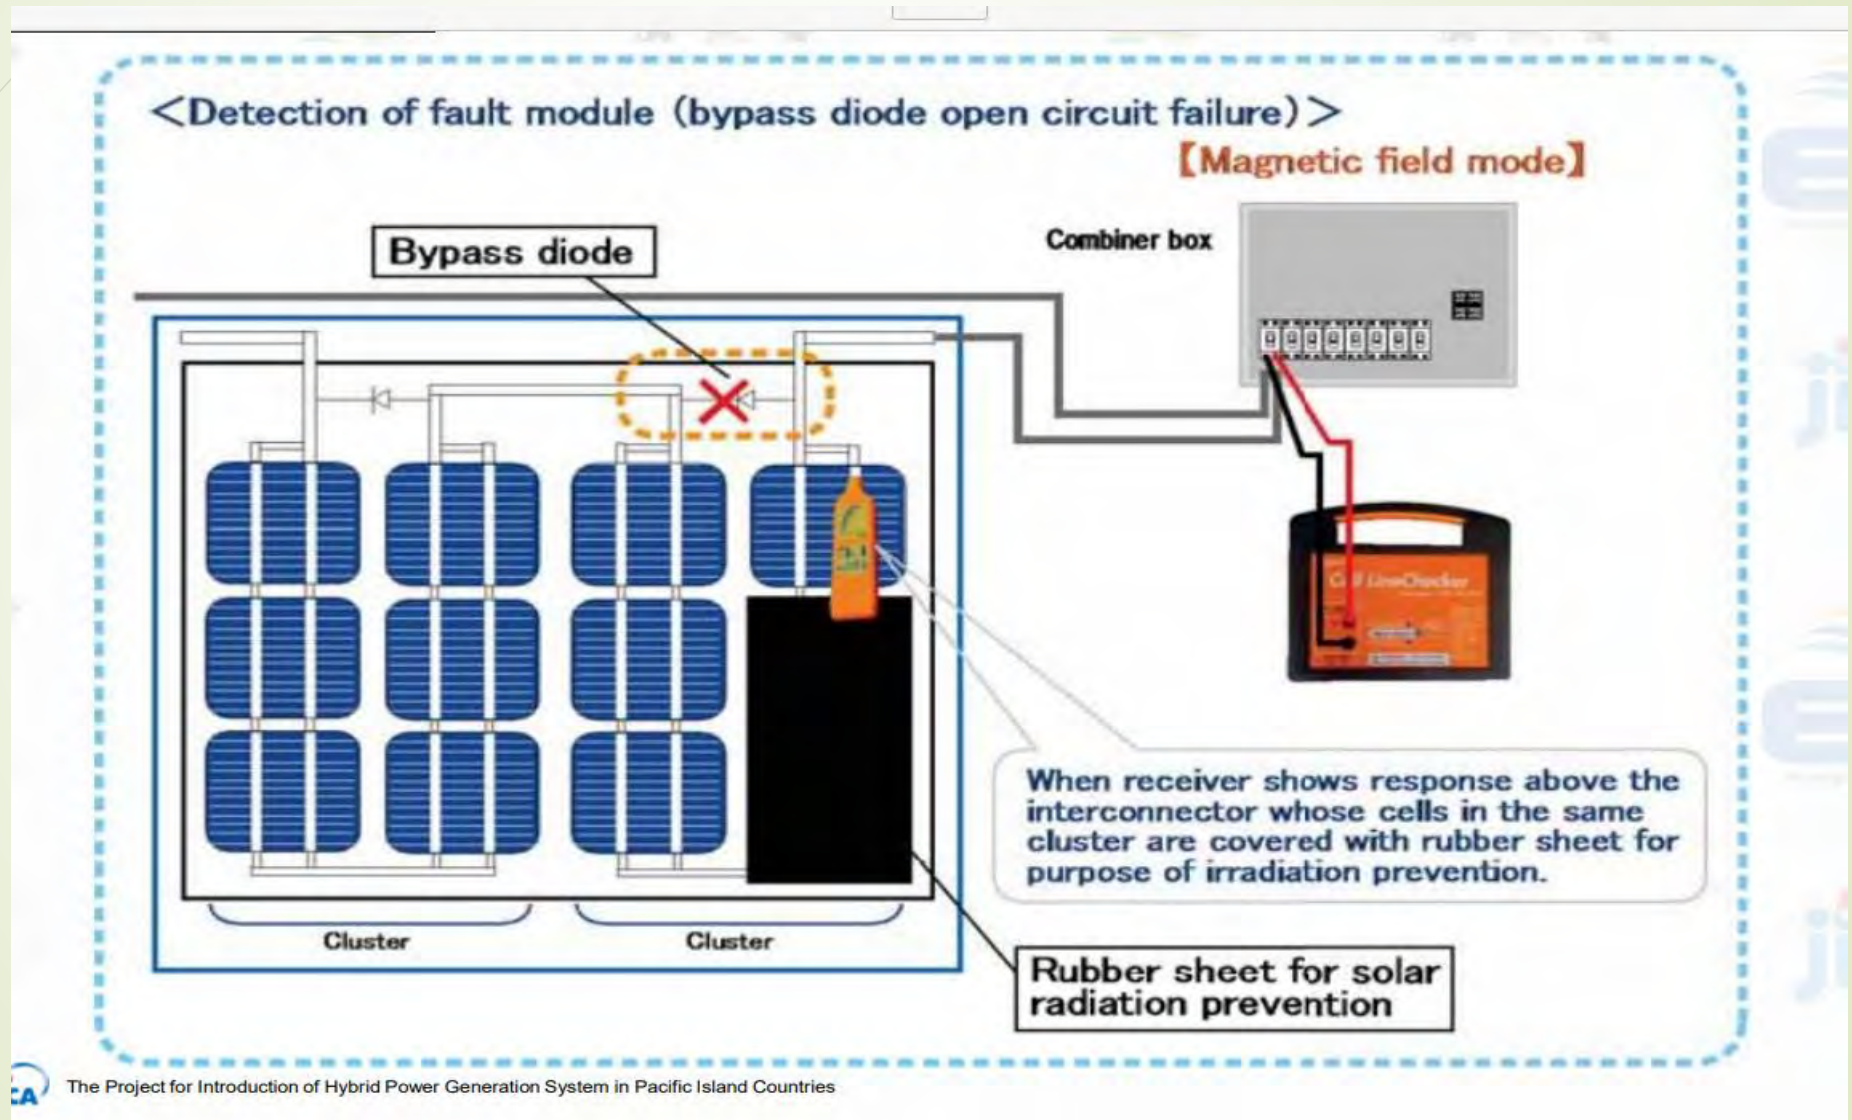 <Detection of fault module (bypass diode open circuit failure)>
【Magnetic field mode】
Bypass diode
Combiner box
Cell LineChecker
When receiver shows response above the
interconnector whose cells in the same
cluster are covered with rubber sheet for
purpose of irradiation prevention.
Cluster
Cluster
Rubber sheet for solar
radiation prevention
CA
The Project for Introduction of Hybrid Power Generation System in Pacific Island Countries